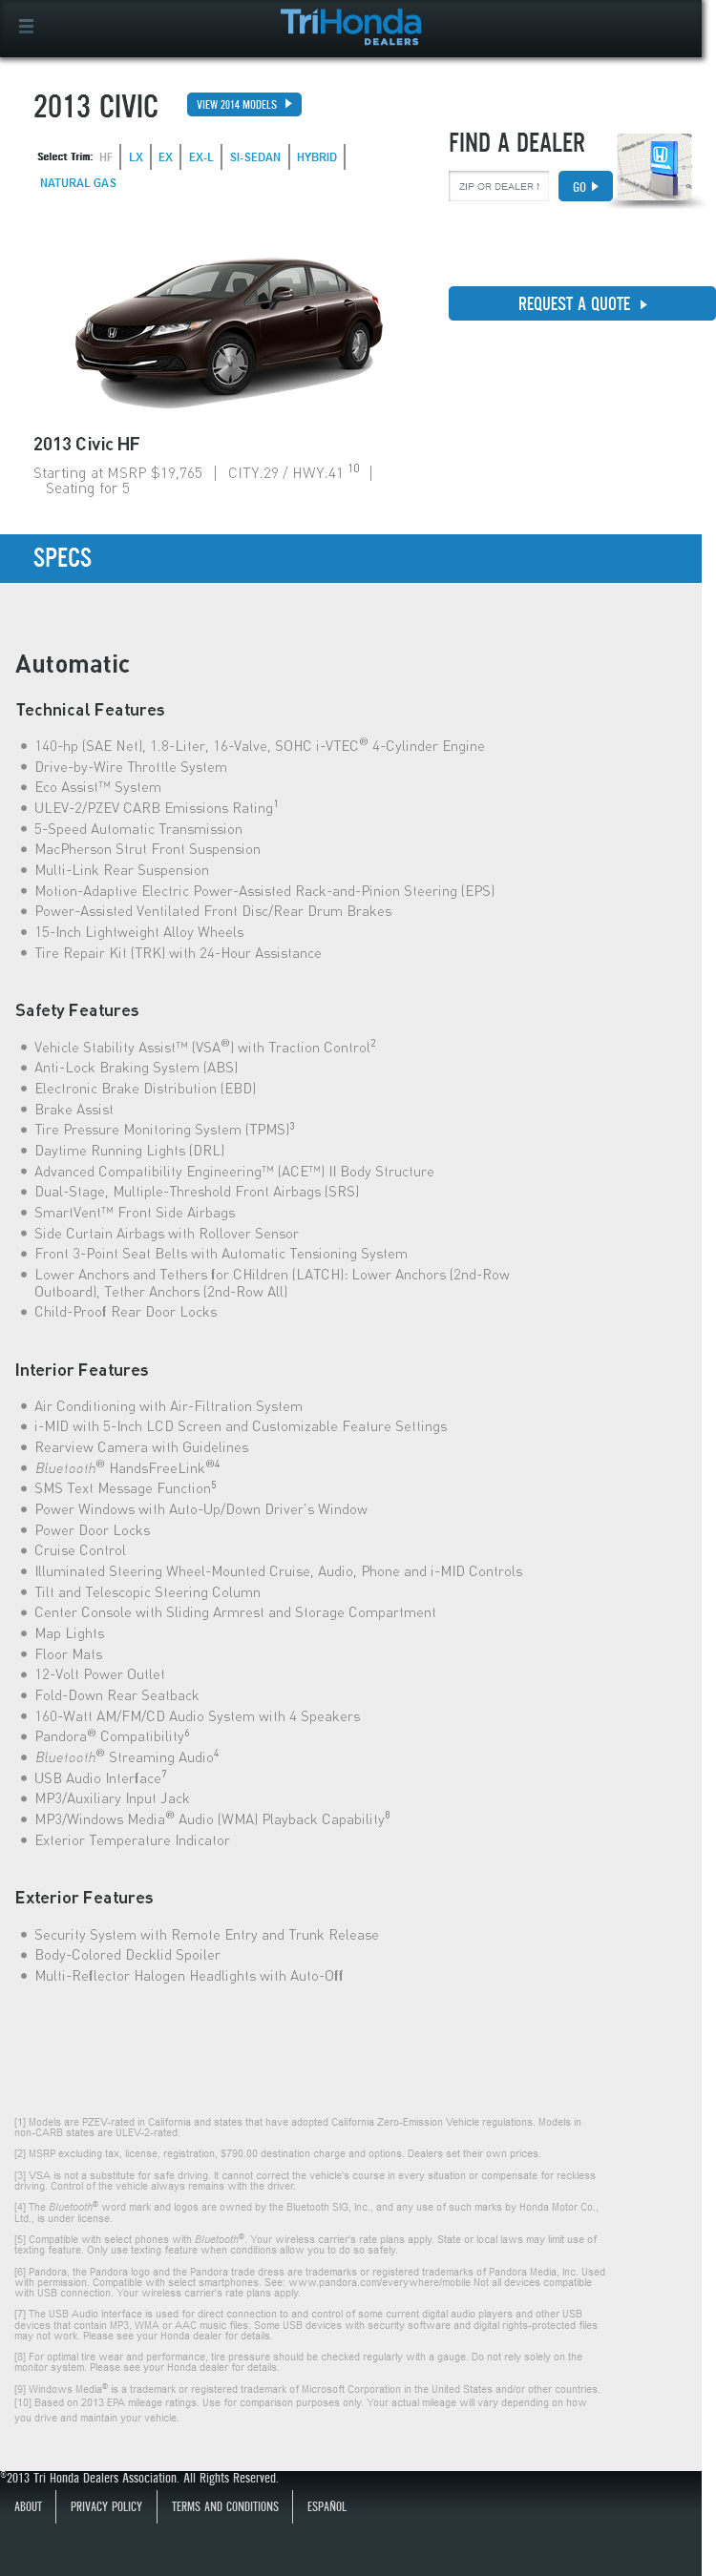 TriHonda
DEALERS
2013 CIVIC
VIEW 2014 MODELS
Select Trim: HF LX EX EX-L SI-SEDAN HYBRID
NATURAL GAS
FIND A DEALER
ZIP OR DEALER
GO
REQUEST A QUOTE
2013 Civic HF
Starting at MSRP $19,765 | CITY.29 / HWY.41 10 |
Seating for 5
SPECS
Automatic
Technical Features
140-hp (SAE Net), 1.8-Liter, 16-Valve, SOHC i-VTEC® 4-Cylinder Engine
Drive-by-Wire Throttle System
Eco Assist™ System
ULEV-2/PZEV CARB Emissions Rating1
5-Speed Automatic Transmission
MacPherson Strut Front Suspension
Multi-Link Rear Suspension
Motion-Adaptive Electric Power-Assisted Rack-and-Pinion Steering (EPS)
Power-Assisted Ventilated Front Disc/Rear Drum Brakes
15-Inch Lightweight Alloy Wheels
Tire Repair Kit (TRK) with 24-Hour Assistance
Safety Features
Vehicle Stability Assist™ (VSA®) with Traction Control2
Anti-Lock Braking System (ABS)
Electronic Brake Distribution (EBD)
Brake Assist
Tire Pressure Monitoring System (TPMS)3
Daytime Running Lights (DRL)
Advanced Compatibility Engineering™ (ACE™) II Body Structure
Dual-Stage, Multiple-Threshold Front Airbags (SRS)
SmartVent™ Front Side Airbags
Side Curtain Airbags with Rollover Sensor
Front 3-Point Seat Belts with Automatic Tensioning System
Lower Anchors and Tethers for CHildren (LATCH): Lower Anchors (2nd-Row
Outboard), Tether Anchors (2nd-Row All)
Child-Proof Rear Door Locks
Interior Features
Air Conditioning with Air-Filtration System
i-MID with 5-Inch LCD Screen and Customizable Feature Settings
Rearview Camera with Guidelines
Bluetooth® HandsFreeLink®4
SMS Text Message Function5
Power Windows with Auto-Up/Down Driver's Window
Power Door Locks
Cruise Control
Illuminated Steering Wheel-Mounted Cruise, Audio, Phone and i-MID Controls
Tilt and Telescopic Steering Column
Center Console with Sliding Armrest and Storage Compartment
Map Lights
Floor Mats
12-Volt Power Outlet
Fold-Down Rear Seatback
160-Watt AM/FM/CD Audio System with 4 Speakers
Pandora® Compatibility6
Bluetooth® Streaming Audio4
USB Audio Interface7
MP3/Auxiliary Input Jack
MP3/Windows Media® Audio (WMA) Playback Capability8
Exterior Temperature Indicator
Exterior Features
Security System with Remote Entry and Trunk Release
Body-Colored Decklid Spoiler
Multi-Reflector Halogen Headlights with Auto-Off
[1] Models are PZEV-rated in California and states that have adopted California Zero-Emission Vehicle regulations. Models in
non-CARB states are ULEV-2-rated.
[2] MSRP excluding tax, license, registration, $790.00 destination charge and options. Dealers set their own prices.
[3] VSA is not a substitute for safe driving. It cannot correct the vehicle's course in every situation or compensate for reckless
driving. Control of the vehicle always remains with the driver.
[4] The Bluetooth® word mark and logos are owned by the Bluetooth SIG, Inc., and any use of such marks by Honda Motor Co.,
Ltd., is under license.
[5] Compatible with select phones with Bluetooth®. Your wireless carrier's rate plans apply. State or local laws may limit use of
texting feature. Only use texting feature when conditions allow you to do so safely.
[6] Pandora, the Pandora logo and the Pandora trade dress are trademarks or registered trademarks of Pandora Media, Inc. Used
with permission. Compatible with select smartphones. See: www.pandora.com/everywhere/mobile Not all devices compatible
with USB connection. Your wireless carrier's rate plans apply.
[7] The USB Audio Interface is used for direct connection to and control of some current digital audio players and other USB
devices that contain MP3, WMA or AAC music files. Some USB devices with security software and digital rights-protected files
may not work. Please see your Honda dealer for details.
[8] For optimal tire wear and performance, tire pressure should be checked regularly with a gauge. Do not rely solely on the
monitor system. Please see your Honda dealer for details.
[9] Windows Media® is a trademark or registered trademark of Microsoft Corporation in the United States and/or other countries.
[10] Based on 2013 EPA mileage ratings. Use for comparison purposes only. Your actual mileage will vary depending on how
you drive and maintain your vehicle.
©2013 Tri Honda Dealers Association. All Rights Reserved.
ABOUT PRIVACY POLICY TERMS AND CONDITIONS ESPAÑOL